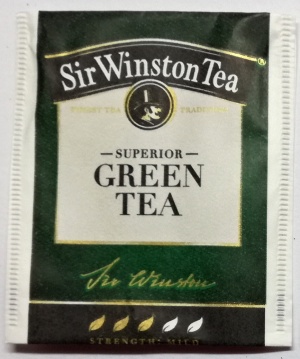 Sir Winston Tea®
FINEST TEA TRADITION
—SUPERIOR—
GREEN
TEA
Sir Winston
STRENGTH: MILD